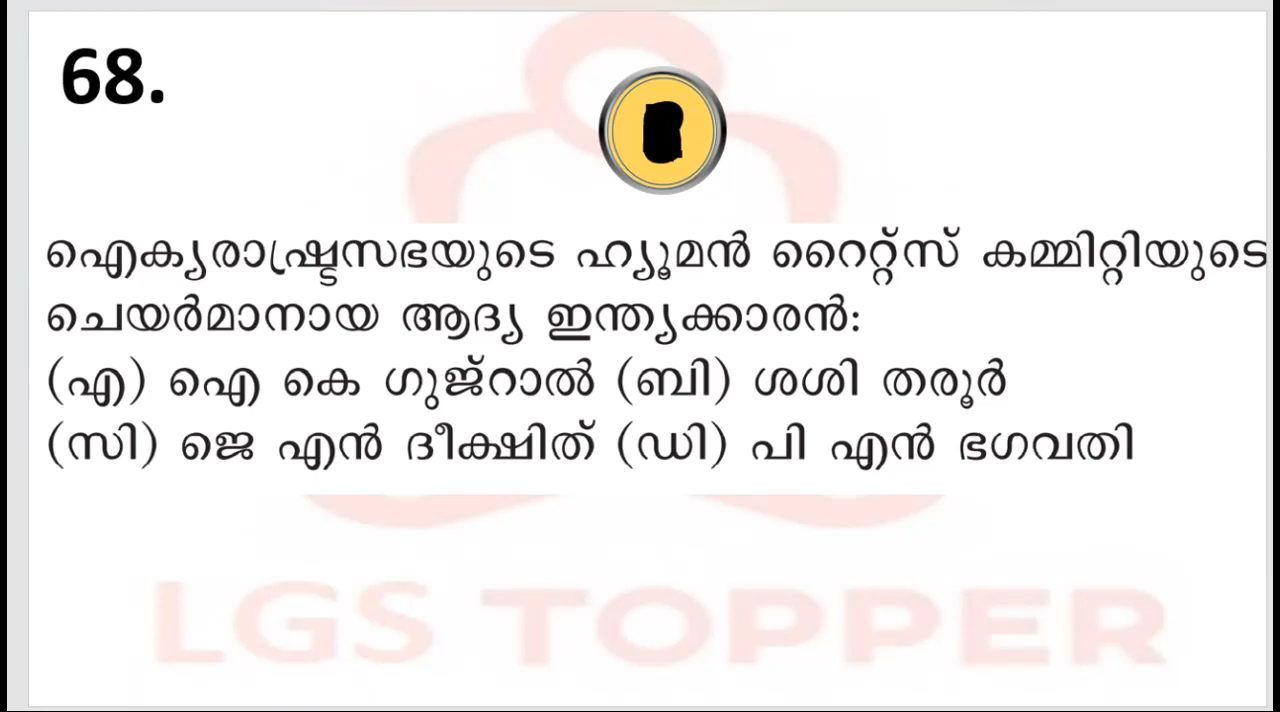 68.
ഐക്യരാഷ്ട്രസഭയുടെ ഹ്യൂമൻ റൈറ്റ്സ് കമ്മിറ്റിയുടെ
ചെയർമാനായ ആദ്യ ഇന്ത്യക്കാരൻ:
(എ) ഐ കെ ഗുജ്റാൽ (ബി) ശശി തരൂർ
(സി) ജെ എൻ ദീക്ഷിത് (ഡി) പി എൻ ഭഗവതി
LGS TOPPER